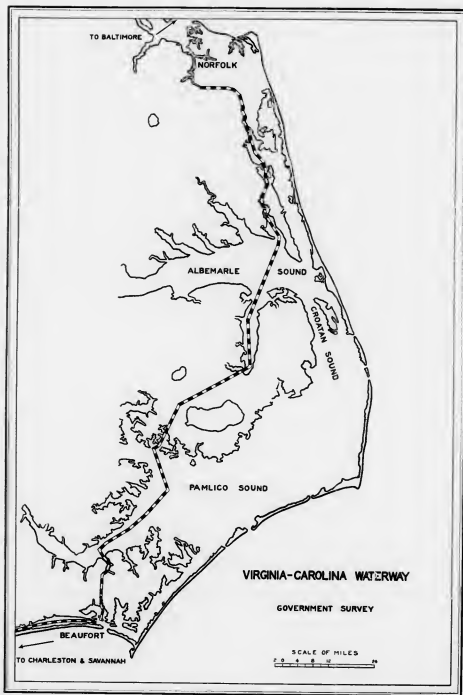 TO BALTIMORE
NORFOLK
ALBEMARLE SOUND
CROATAN SOUND
PAMLICO SOUND
VIRGINIA-CAROLINA WATERWAY
GOVERNMENT SURVEY
BEAUFORT
SCALE OF MILES
TO CHARLESTON & SAVANNAH